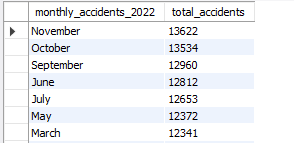 monthly_accidents_2022 total_accidents
November 13622
October 13534
September 12960
June 12812
July 12653
May 12372
March 12341